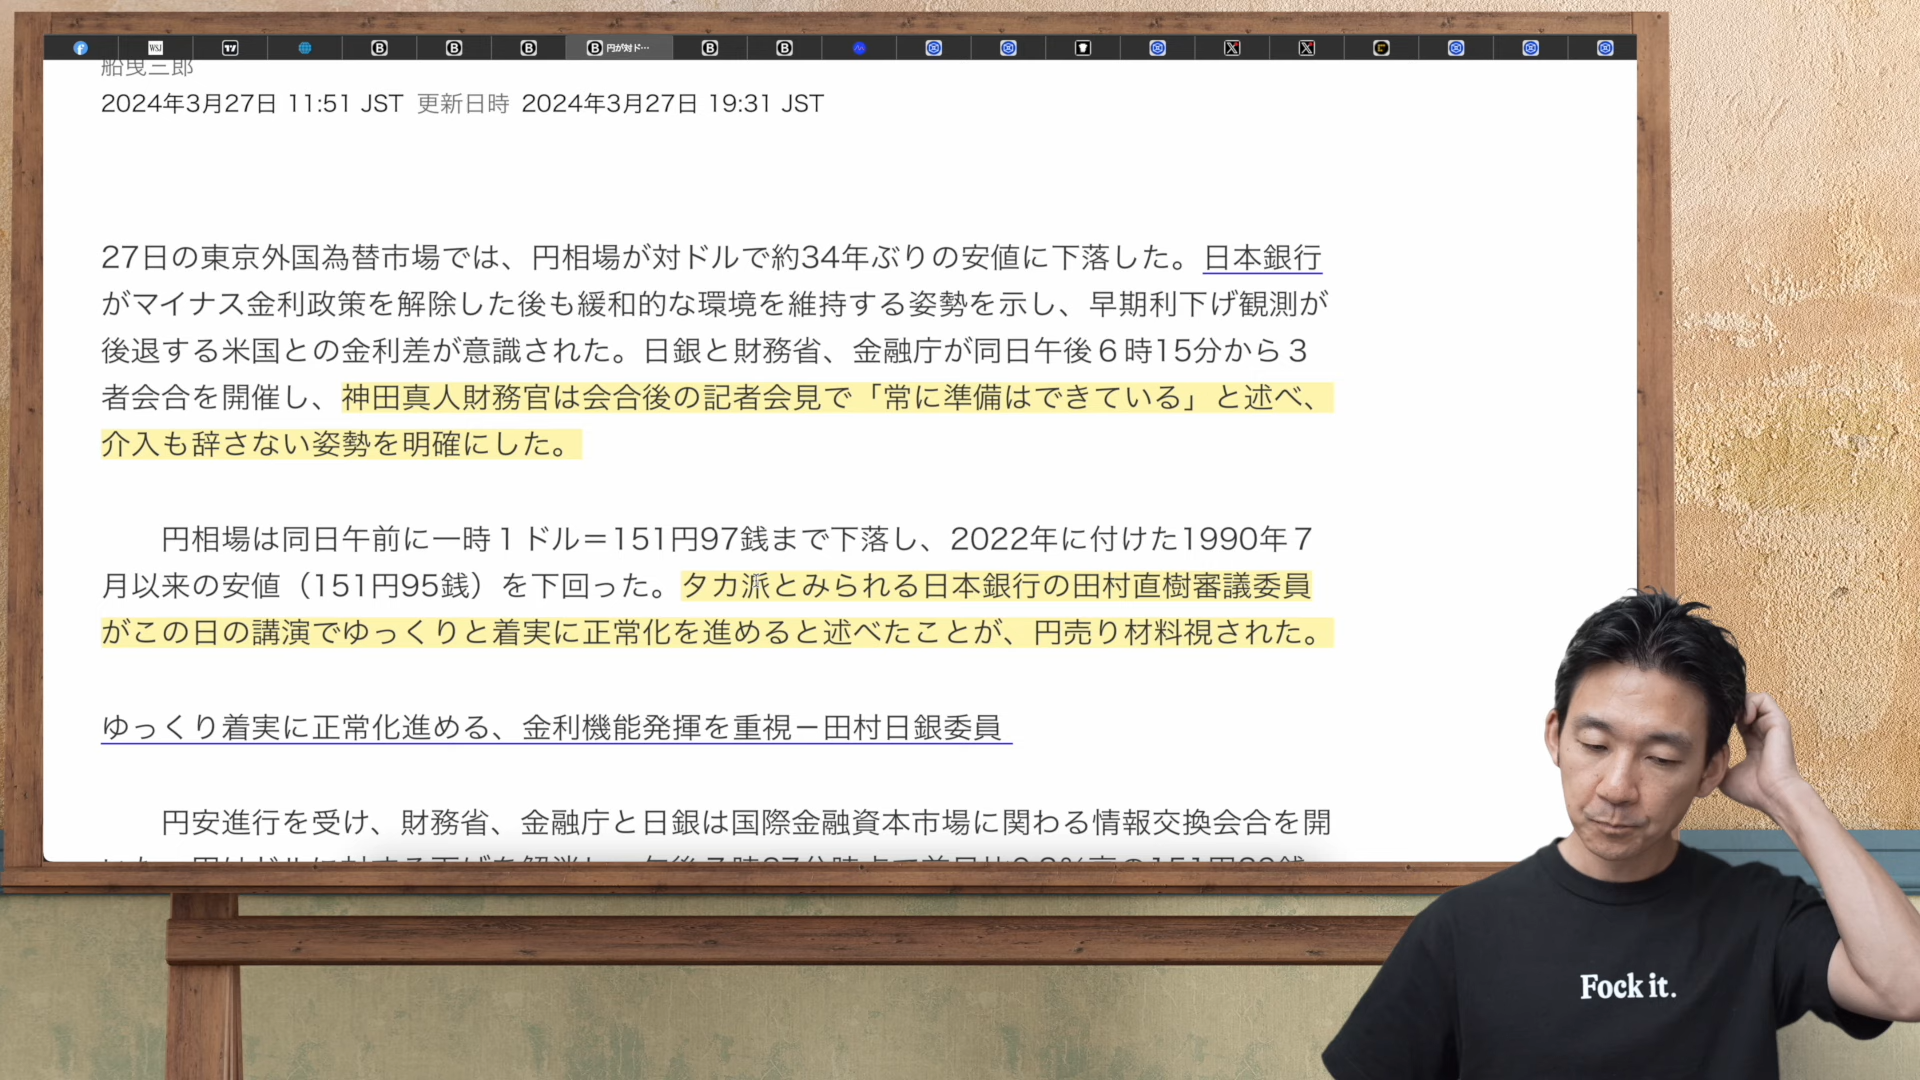 WSJ
円が対ド…
船曳三郎
2024年3月27日 11:51 JST 更新日時 2024年3月27日 19:31 JST
27日の東京外国為替市場では、円相場が対ドルで約34年ぶりの安値に下落した。日本銀行
がマイナス金利政策を解除した後も緩和的な環境を維持する姿勢を示し、早期利下げ観測が
後退する米国との金利差が意識された。日銀と財務省、金融庁が同日午後６時15分から３
者会合を開催し、神田真人財務官は会合後の記者会見で「常に準備はできている」と述べ、
介入も辞さない姿勢を明確にした。
円相場は同日午前に一時１ドル＝151円97銭まで下落し、2022年に付けた1990年７
月以来の安値（151円95銭）を下回った。タカ派とみられる日本銀行の田村直樹審議委員
がこの日の講演でゆっくりと着実に正常化を進めると述べたことが、円売り材料視された。
ゆっくり着実に正常化進める、金利機能発揮を重視－田村日銀委員
円安進行を受け、財務省、金融庁と日銀は国際金融資本市場に関わる情報交換会合を開
Fock it.